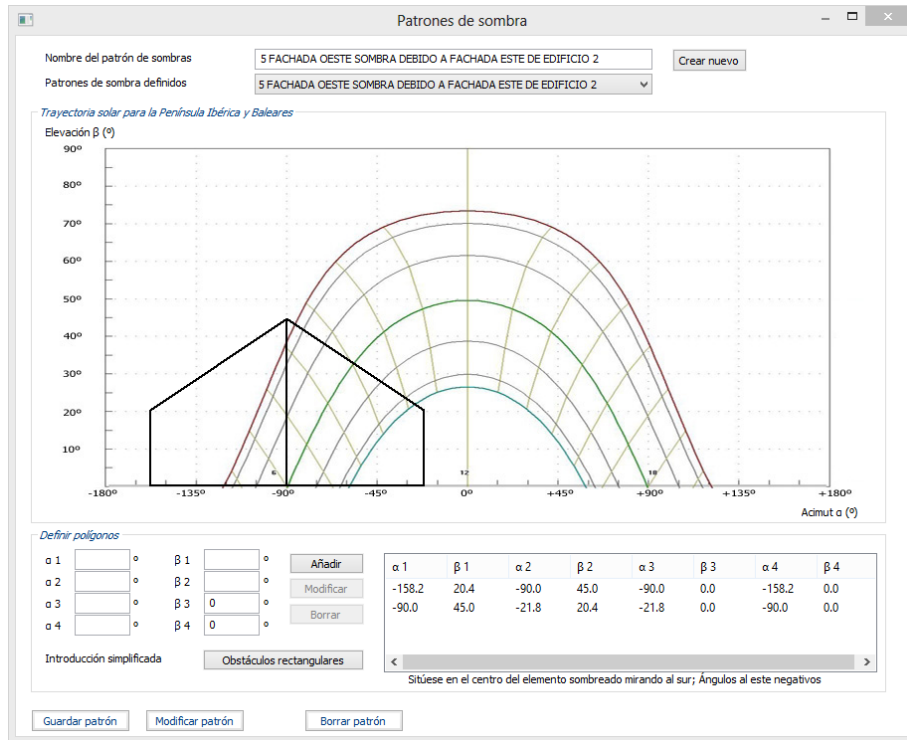 Patrones de sombra
Nombre del patrón de sombras 5 FACHADA OESTE SOMBRA DEBIDO A FACHADA ESTE DE EDIFICIO 2 Crear nuevo
Patrones de sombra definidos 5 FACHADA OESTE SOMBRA DEBIDO A FACHADA ESTE DE EDIFICIO 2
Trayectoria solar para la Península Ibérica y Baleares
Elevación β (º)
90º
80º
70º
60º
50º
40º
30º
20º
10º
6 12 18
-180º -135º -90º -45º 0º +45º +90º +135º +180º
Acimut α (º)
Definir polígonos
α 1 º β 1 º Añadir
α 2 º β 2 º Modificar
α 3 º β 3 0 º Borrar
α 4 º β 4 0 º
α 1 β 1 α 2 β 2 α 3 β 3 α 4 β 4
-158.2 20.4 -90.0 45.0 -90.0 0.0 -158.2 0.0
-90.0 45.0 -21.8 20.4 -21.8 0.0 -90.0 0.0
Introducción simplificada Obstáculos rectangulares
Sitúese en el centro del elemento sombreado mirando al sur; Ángulos al este negativos
Guardar patrón Modificar patrón Borrar patrón